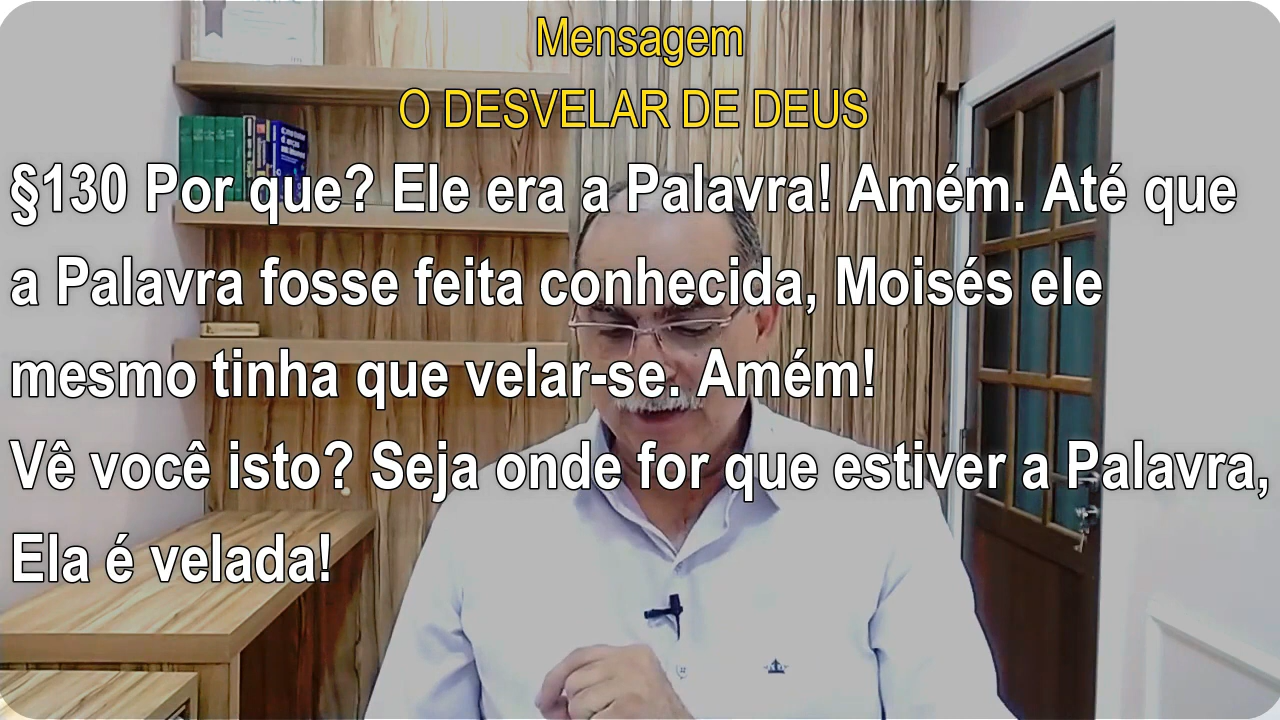 Mensagem
O DESVELAR DE DEUS
§130 Por que? Ele era a Palavra! Amém. Até que
a Palavra fosse feita conhecida, Moisés ele
mesmo tinha que velar-se. Amém!
Vê você isto? Seja onde for que estiver a Palavra,
Ela é velada!